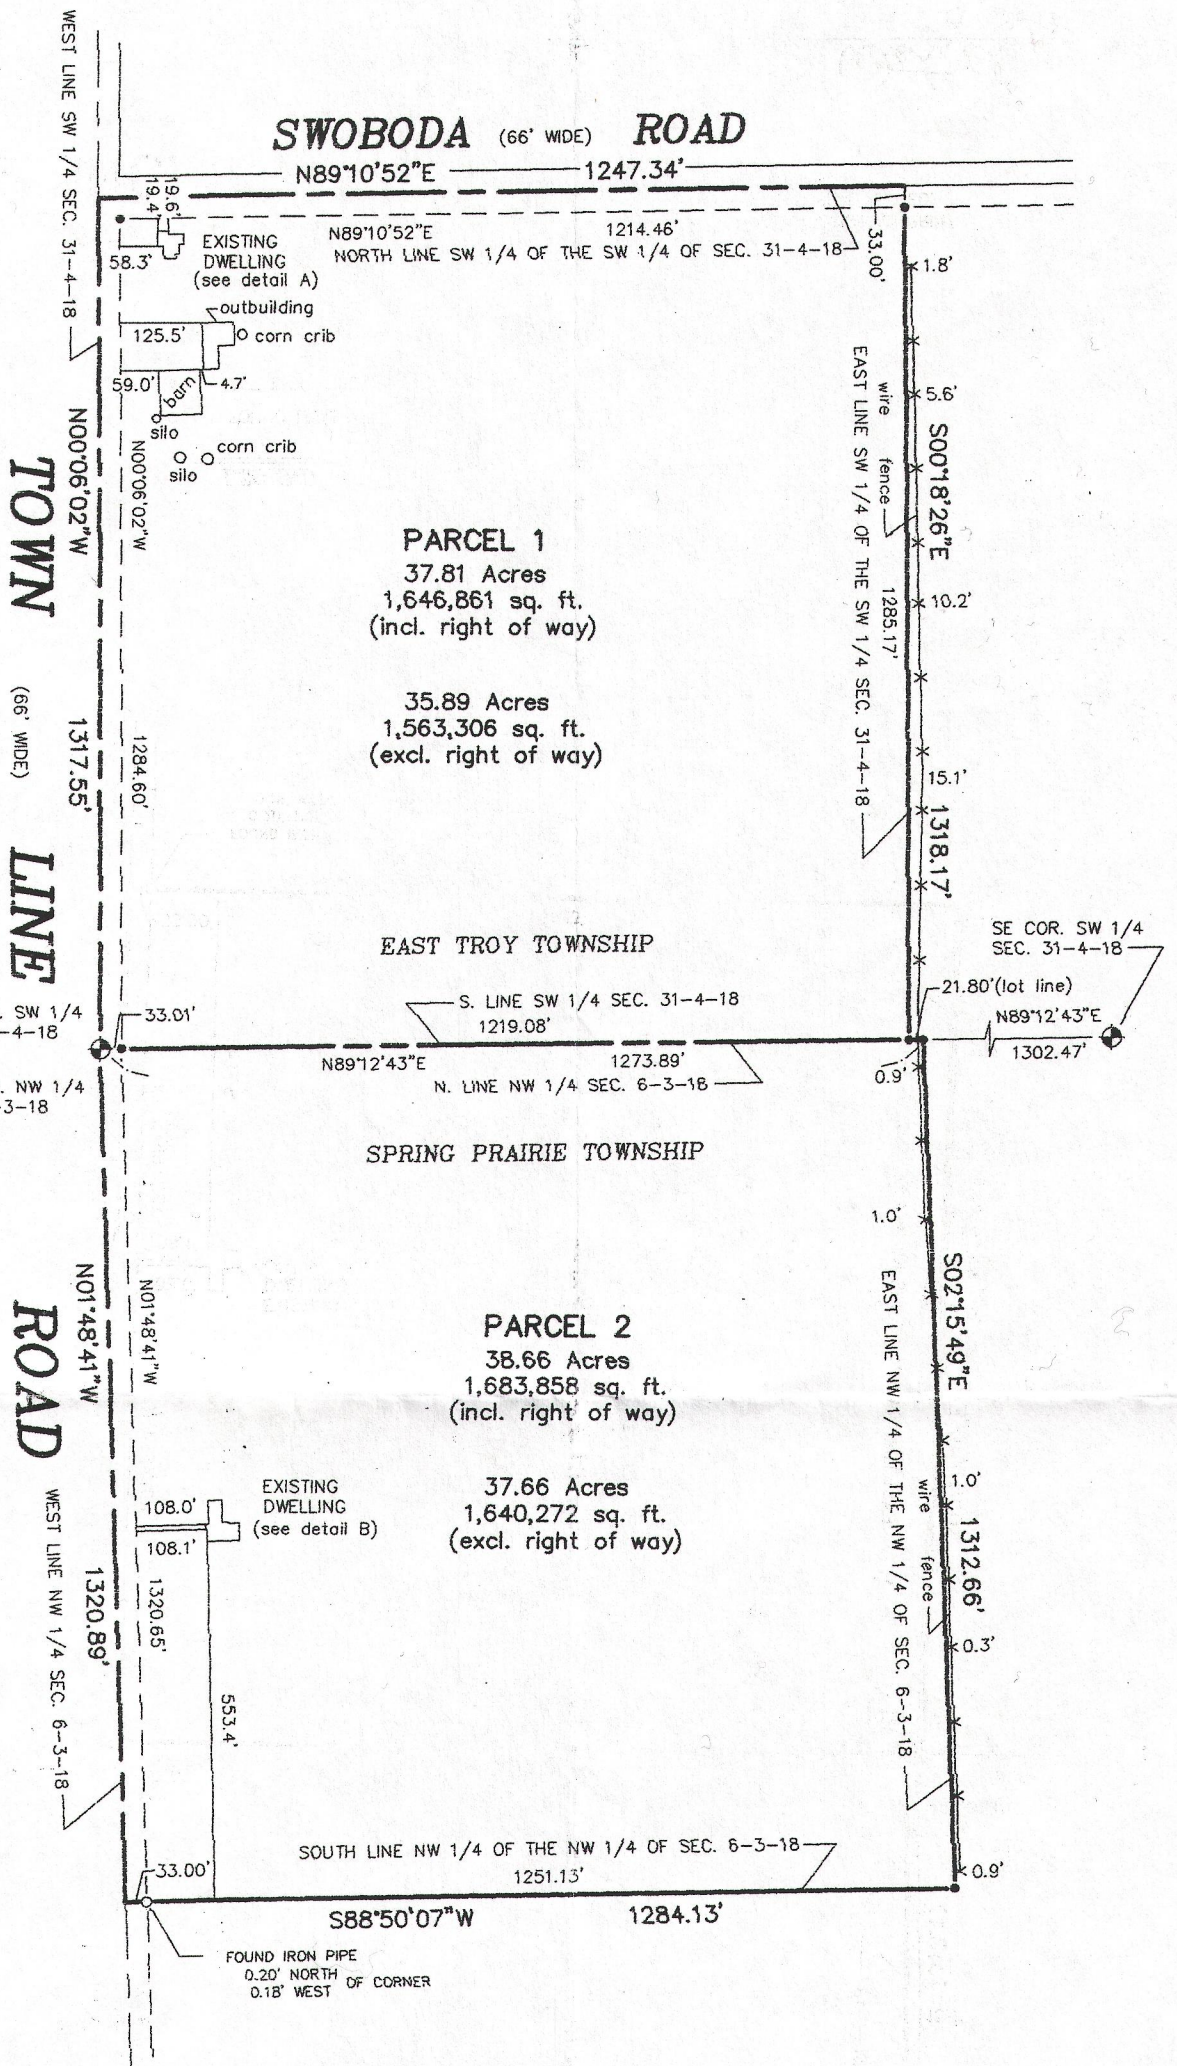 SWOBODA (66' WIDE) ROAD
N89°10'52"E 1247.34'
WEST LINE SW 1/4 SEC. 31-4-18
19.4'
19.6'
N89°10'52"E 1214.46'
NORTH LINE SW 1/4 OF THE SW 1/4 OF SEC. 31-4-18
33.00'
58.3'
EXISTING
DWELLING
(see detail A)
1.8'
outbuilding
125.5'
corn crib
59.0'
barn
4.7'
silo
corn crib
silo
5.6'
wire fence
S00°18'26"E
EAST LINE SW 1/4 OF THE SW 1/4 SEC. 31-4-18
N00°06'02"W
N00°06'02"W
TOWN
PARCEL 1
37.81 Acres
1,646,861 sq. ft.
(incl. right of way)
10.2'
1285.17'
35.89 Acres
1,563,306 sq. ft.
(excl. right of way)
(66' WIDE)
1317.55'
1284.60'
15.1'
1318.17'
LINE
EAST TROY TOWNSHIP
SE COR. SW 1/4
SEC. 31-4-18
21.80'(lot line)
. SW 1/4
-4-18
33.01'
S. LINE SW 1/4 SEC. 31-4-18
1219.08'
N89°12'43"E
1302.47'
N89°12'43"E 1273.89'
N. LINE NW 1/4 SEC. 6-3-18
0.9'
. NW 1/4
-3-18
SPRING PRAIRIE TOWNSHIP
1.0'
S02°15'49"E
EAST LINE NW 1/4 OF THE NW 1/4 OF SEC. 6-3-18
N01°48'41"W
N01°48'41"W
ROAD
PARCEL 2
38.66 Acres
1,683,858 sq. ft.
(incl. right of way)
37.66 Acres
1,640,272 sq. ft.
(excl. right of way)
EXISTING
DWELLING
(see detail B)
108.0'
108.1'
1.0'
wire fence
1312.66'
0.3'
WEST LINE NW 1/4 SEC. 6-3-18
1320.89'
1320.65'
553.4'
SOUTH LINE NW 1/4 OF THE NW 1/4 OF SEC. 6-3-18
33.00'
1251.13'
0.9'
S88°50'07"W 1284.13'
FOUND IRON PIPE
0.20' NORTH
0.18' WEST OF CORNER